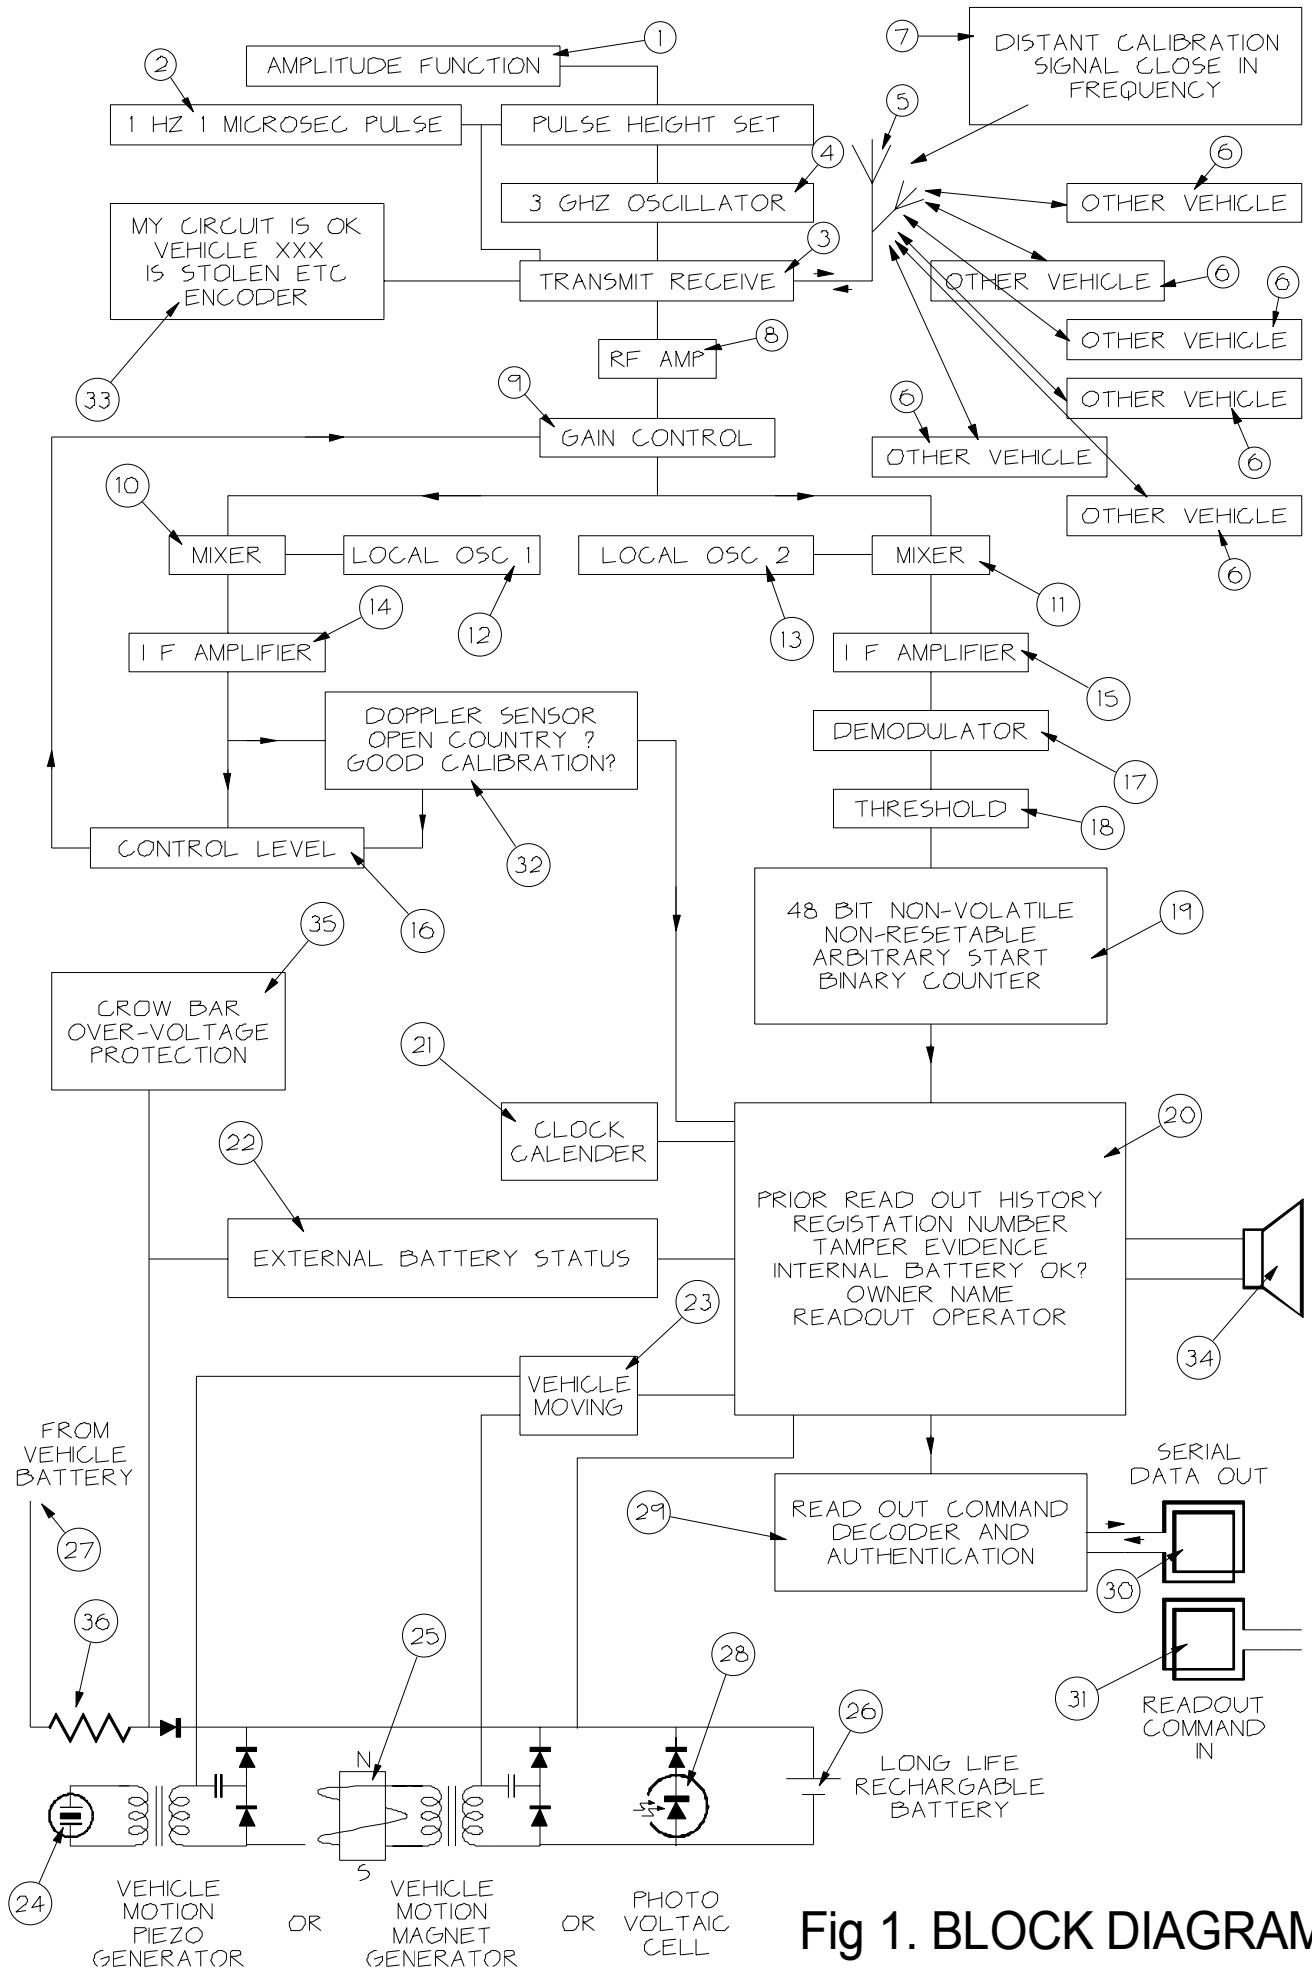 1
AMPLITUDE FUNCTION
2
1 HZ 1 MICROSEC PULSE
PULSE HEIGHT SET
7
DISTANT CALIBRATION
SIGNAL CLOSE IN
FREQUENCY
5
4
3 GHZ OSCILLATOR
6
OTHER VEHICLE
MY CIRCUIT IS OK
VEHICLE XXX
IS STOLEN ETC
ENCODER
3
TRANSMIT RECEIVE
OTHER VEHICLE
6
6
OTHER VEHICLE
8
RF AMP
33
9
GAIN CONTROL
6
OTHER VEHICLE
OTHER VEHICLE
6
10
OTHER VEHICLE
6
MIXER
LOCAL OSC 1
LOCAL OSC 2
MIXER
11
14
12
13
I F AMPLIFIER
I F AMPLIFIER
15
DOPPLER SENSOR
OPEN COUNTRY ?
GOOD CALIBRATION?
DEMODULATOR
17
THRESHOLD
18
CONTROL LEVEL
32
16
35
48 BIT NON-VOLATILE
NON-RESETABLE
ARBITRARY START
BINARY COUNTER
19
CROW BAR
OVER-VOLTAGE
PROTECTION
21
CLOCK
CALENDER
20
22
EXTERNAL BATTERY STATUS
PRIOR READ OUT HISTORY
REGISTATION NUMBER
TAMPER EVIDENCE
INTERNAL BATTERY OK?
OWNER NAME
READOUT OPERATOR
34
23
VEHICLE
MOVING
FROM
VEHICLE
BATTERY
27
29
READ OUT COMMAND
DECODER AND
AUTHENTICATION
SERIAL
DATA OUT
30
31
READOUT
COMMAND
IN
36
25
28
26
LONG LIFE
RECHARGABLE
BATTERY
N
S
24
VEHICLE
MOTION
PIEZO
GENERATOR
OR
VEHICLE
MOTION
MAGNET
GENERATOR
OR
PHOTO
VOLTAIC
CELL
Fig 1. BLOCK DIAGRAM